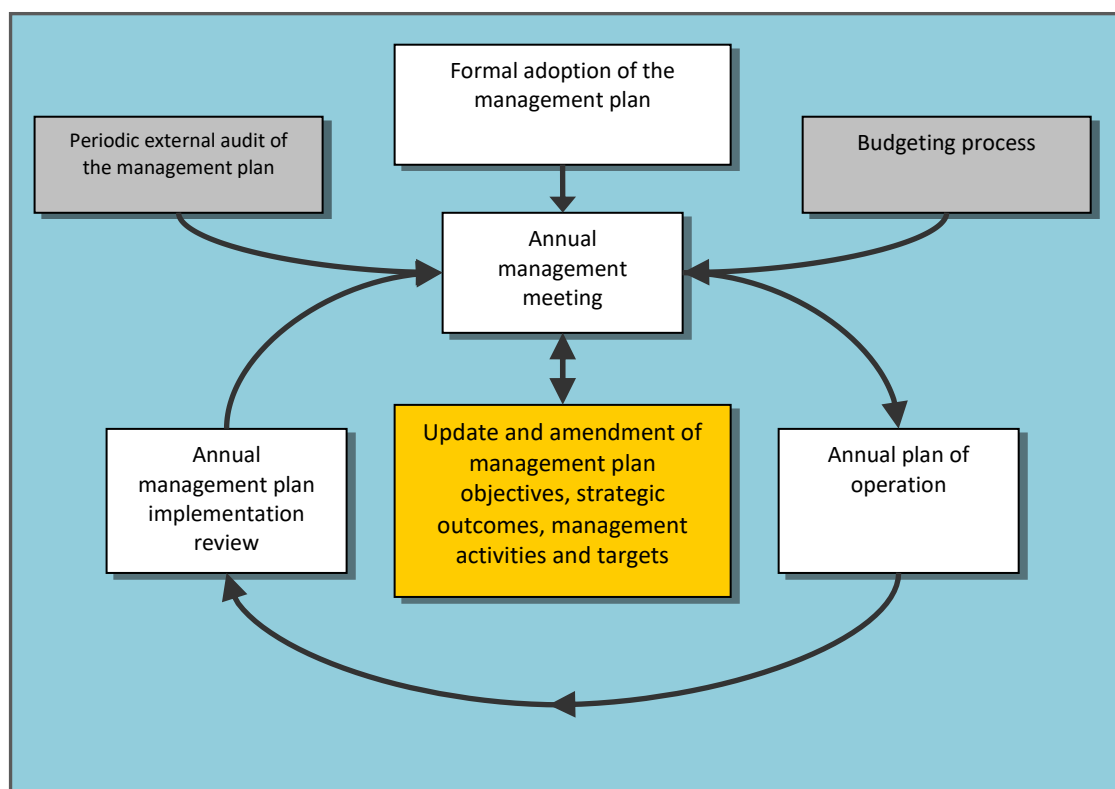 Formal adoption of the
management plan
Periodic external audit of
the management plan
Budgeting process
Annual
management
meeting
Annual
management plan
implementation
review
Update and amendment of
management plan
objectives, strategic
outcomes, management
activities and targets
Annual plan of
operation